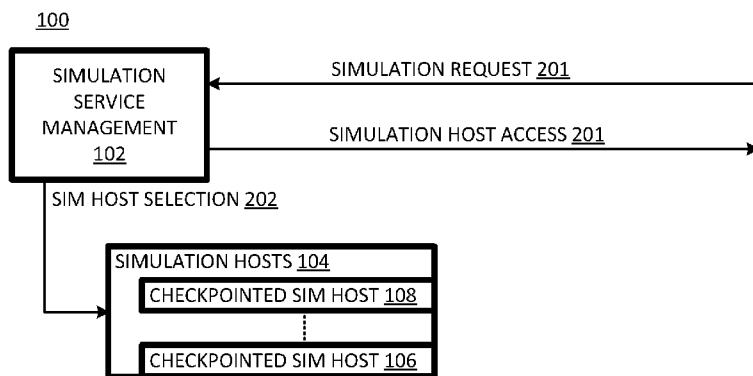 100
SIMULATION
SERVICE
MANAGEMENT
102
SIMULATION REQUEST 201
SIMULATION HOST ACCESS 201
SIM HOST SELECTION 202
SIMULATION HOSTS 104
CHECKPOINTED SIM HOST 108
CHECKPOINTED SIM HOST 106